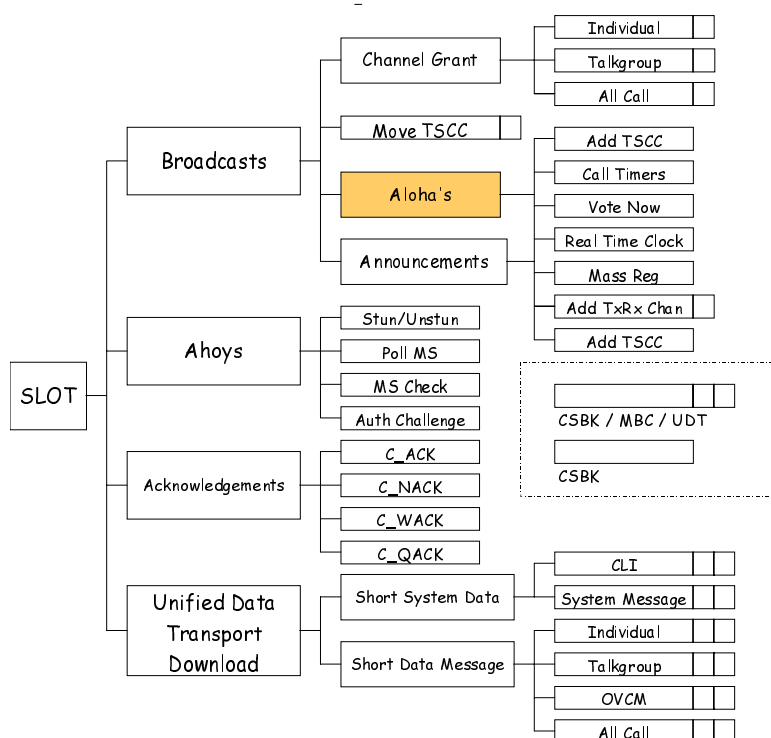 Individual
Channel Grant
Talkgroup
All Call
Move TSCC
Add TSCC
Broadcasts
Call Timers
Aloha's
Vote Now
Real Time Clock
Announcements
Mass Reg
Add TxRx Chan
Stun/Unstun
Add TSCC
Ahoys
Poll MS
MS Check
SLOT
CSBK / MBC / UDT
Auth Challenge
C_ACK
CSBK
Acknowledgements
C_NACK
C_WACK
C_QACK
CLI
Unified Data
Transport
Download
Short System Data
System Message
Individual
Short Data Message
Talkgroup
OVCM
All Call